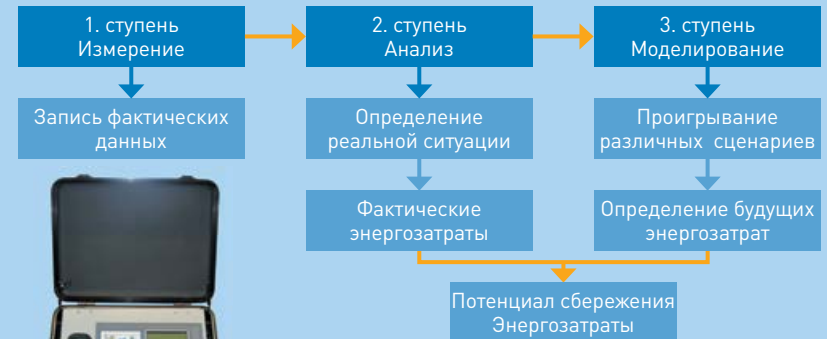 1. ступень
Измерение
2. ступень
Анализ
3. ступень
Моделирование
Запись фактических
данных
Определение
реальной ситуации
Проигрывание
различных сценариев
Фактические
энергозатраты
Определение будущих
энергозатрат
Потенциал сбережения
Энергозатраты